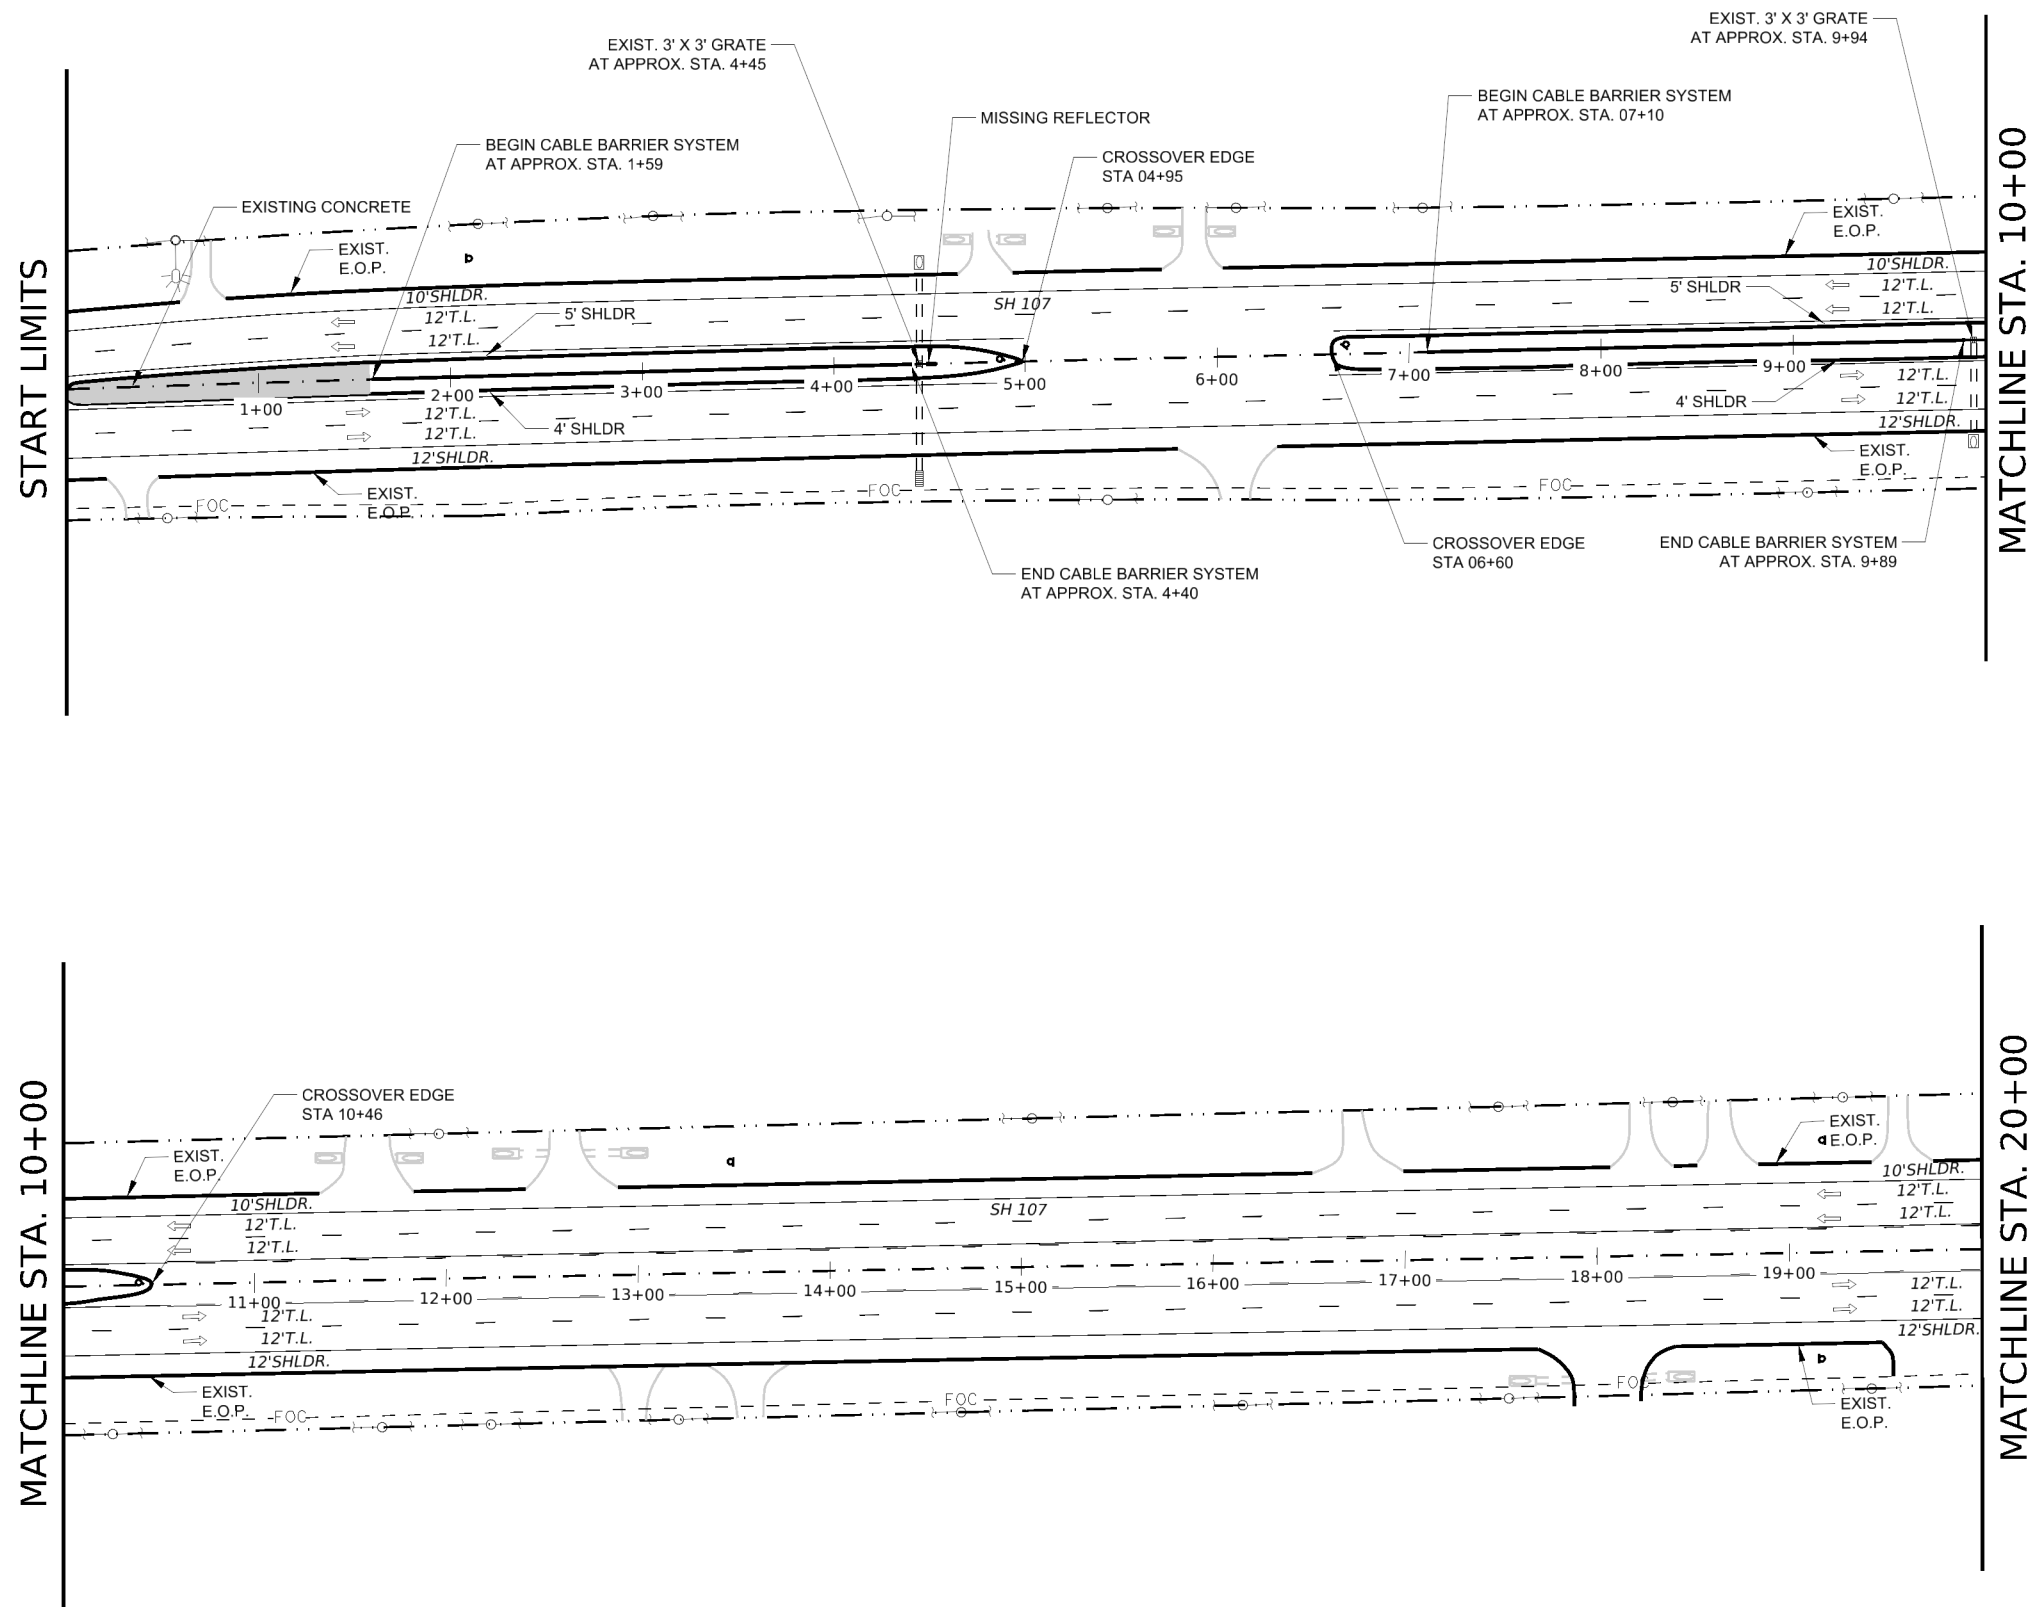 EXIST. 3' X 3' GRATE
AT APPROX. STA. 9+94
EXIST. 3' X 3' GRATE
AT APPROX. STA. 4+45
BEGIN CABLE BARRIER SYSTEM
AT APPROX. STA. 07+10
MISSING REFLECTOR
BEGIN CABLE BARRIER SYSTEM
AT APPROX. STA. 1+59
CROSSOVER EDGE
STA 04+95
EXISTING CONCRETE
EXIST.
E.O.P.
EXIST.
E.O.P.
START LIMITS
MATCHLINE STA. 10+00
10'SHLDR.
12'T.L.
12'T.L.
5' SHLDR
SH 107
5' SHLDR
10'SHLDR.
12'T.L.
12'T.L.
1+00
2+00
3+00
4+00
5+00
6+00
7+00
8+00
9+00
12'T.L.
12'T.L.
12'SHLDR.
4' SHLDR
4' SHLDR
12'T.L.
12'T.L.
12'SHLDR.
EXIST.
E.O.P.
EXIST.
E.O.P.
FOC
FOC
FOC
CROSSOVER EDGE
STA 06+60
END CABLE BARRIER SYSTEM
AT APPROX. STA. 9+89
END CABLE BARRIER SYSTEM
AT APPROX. STA. 4+40
MATCHLINE STA. 10+00
MATCHLINE STA. 20+00
CROSSOVER EDGE
STA 10+46
EXIST.
E.O.P.
EXIST.
E.O.P.
10'SHLDR.
12'T.L.
12'T.L.
SH 107
10'SHLDR.
12'T.L.
12'T.L.
11+00
12+00
13+00
14+00
15+00
16+00
17+00
18+00
19+00
12'T.L.
12'T.L.
12'SHLDR.
12'T.L.
12'T.L.
12'SHLDR.
EXIST.
E.O.P.
FOC
FOC
FOC
EXIST.
E.O.P.